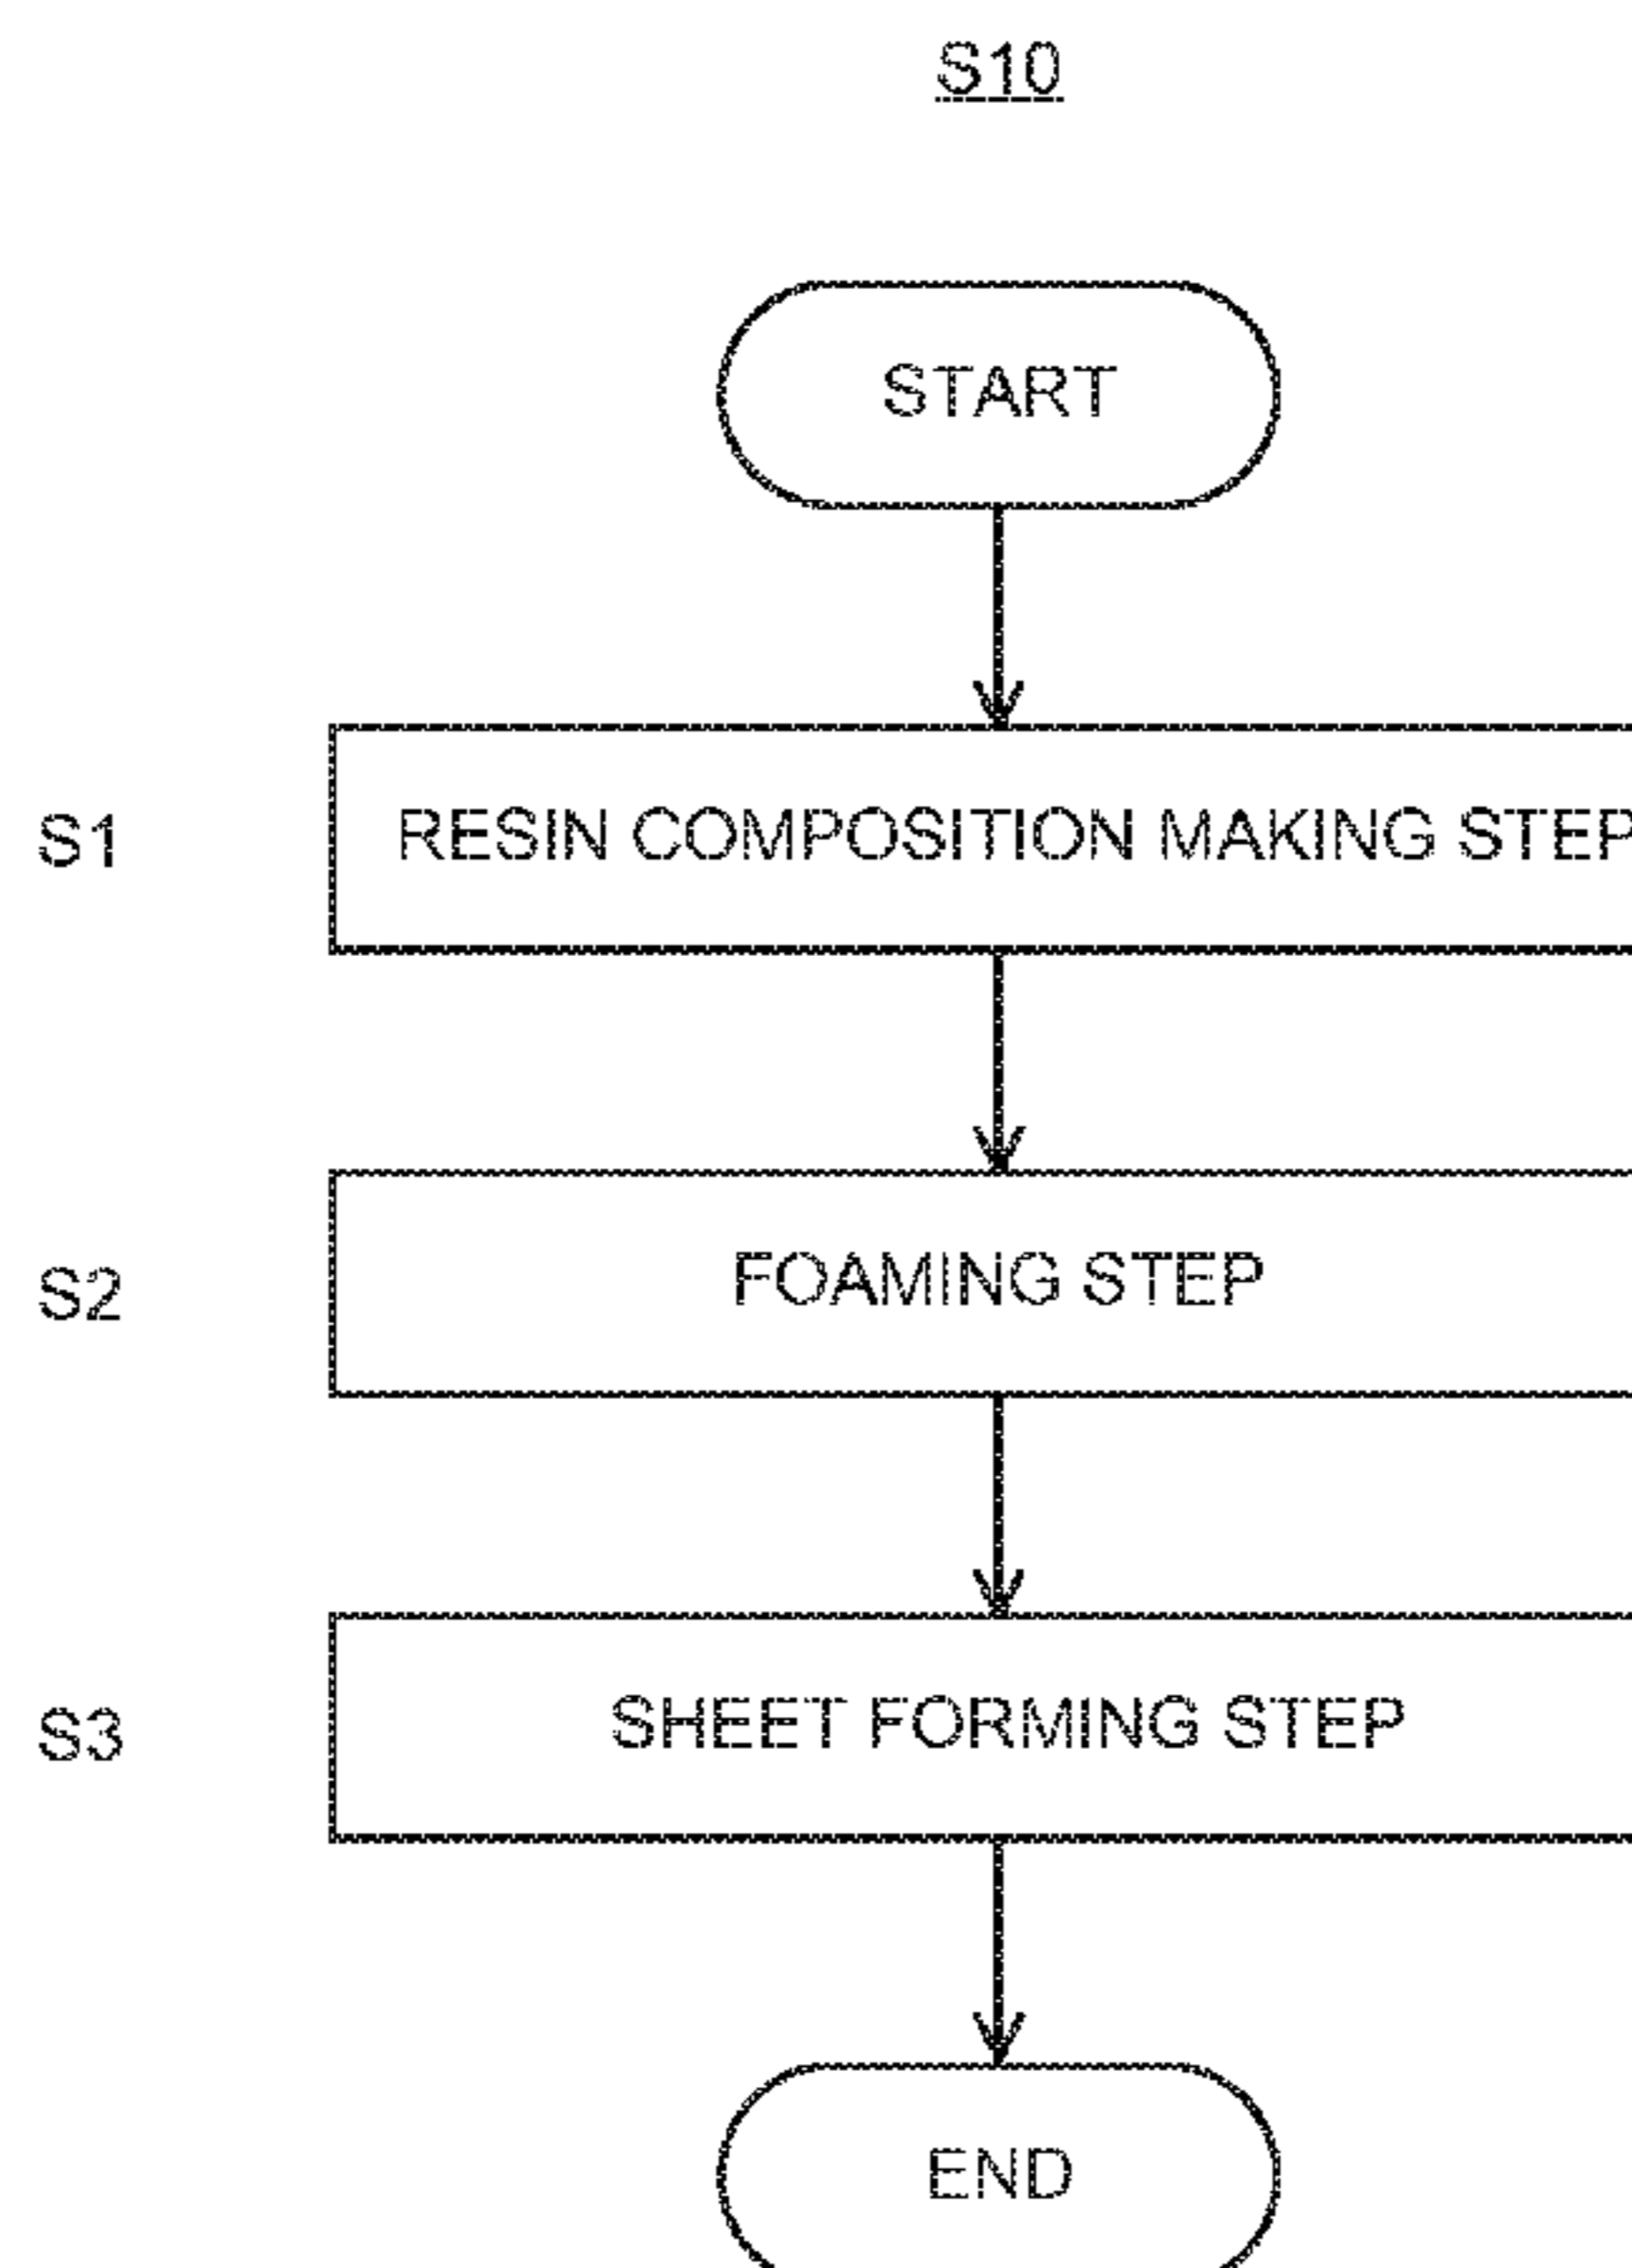 S10
START
S1 RESIN COMPOSITION MAKING STEP
S2 FOAMING STEP
S3 SHEET FORMING STEP
END